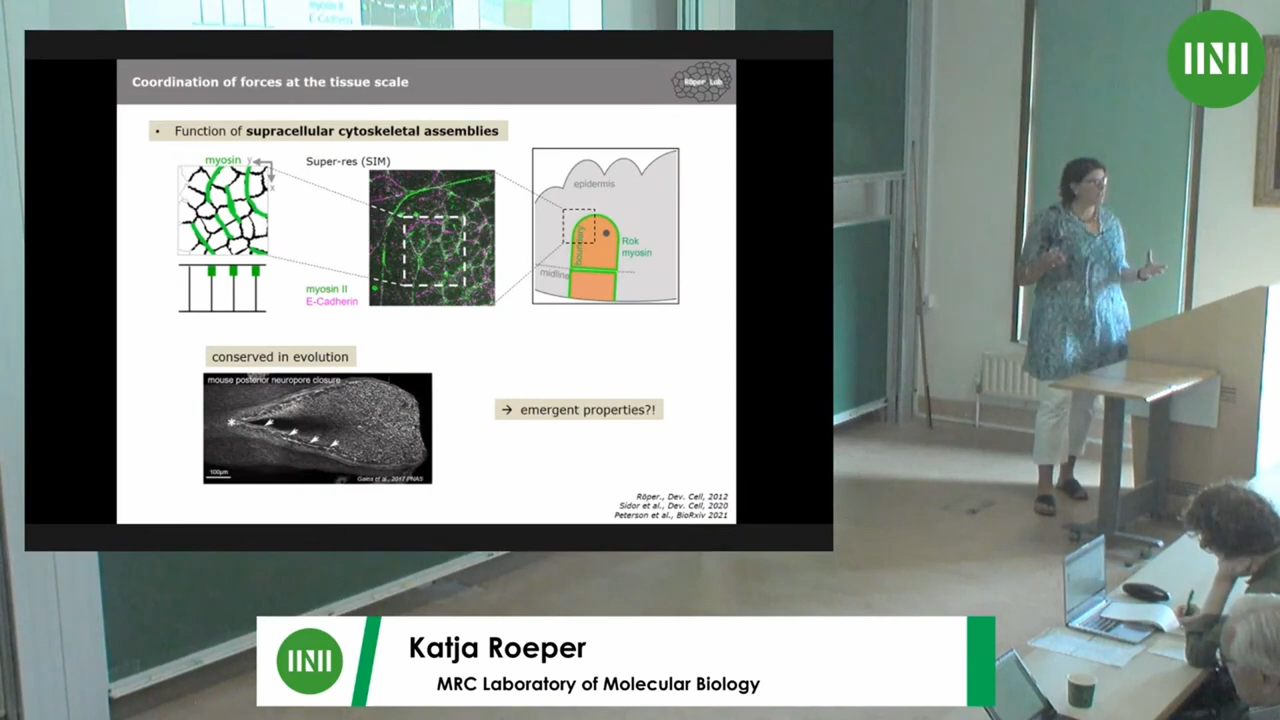 Coordination of forces at the tissue scale
Röper Lab
• Function of supracellular cytoskeletal assemblies
myosin
y
x
Super-res (SIM)
myosin II
E-Cadherin
epidermis
boundary
Rok
myosin
midline
conserved in evolution
mouse posterior neuropore closure
*
100µm
Galea et al., 2017 PNAS
→ emergent properties?!
Röper., Dev. Cell, 2012
Sidor et al., Dev. Cell, 2020
Peterson et al., BioRxiv 2021
Katja Roeper
MRC Laboratory of Molecular Biology